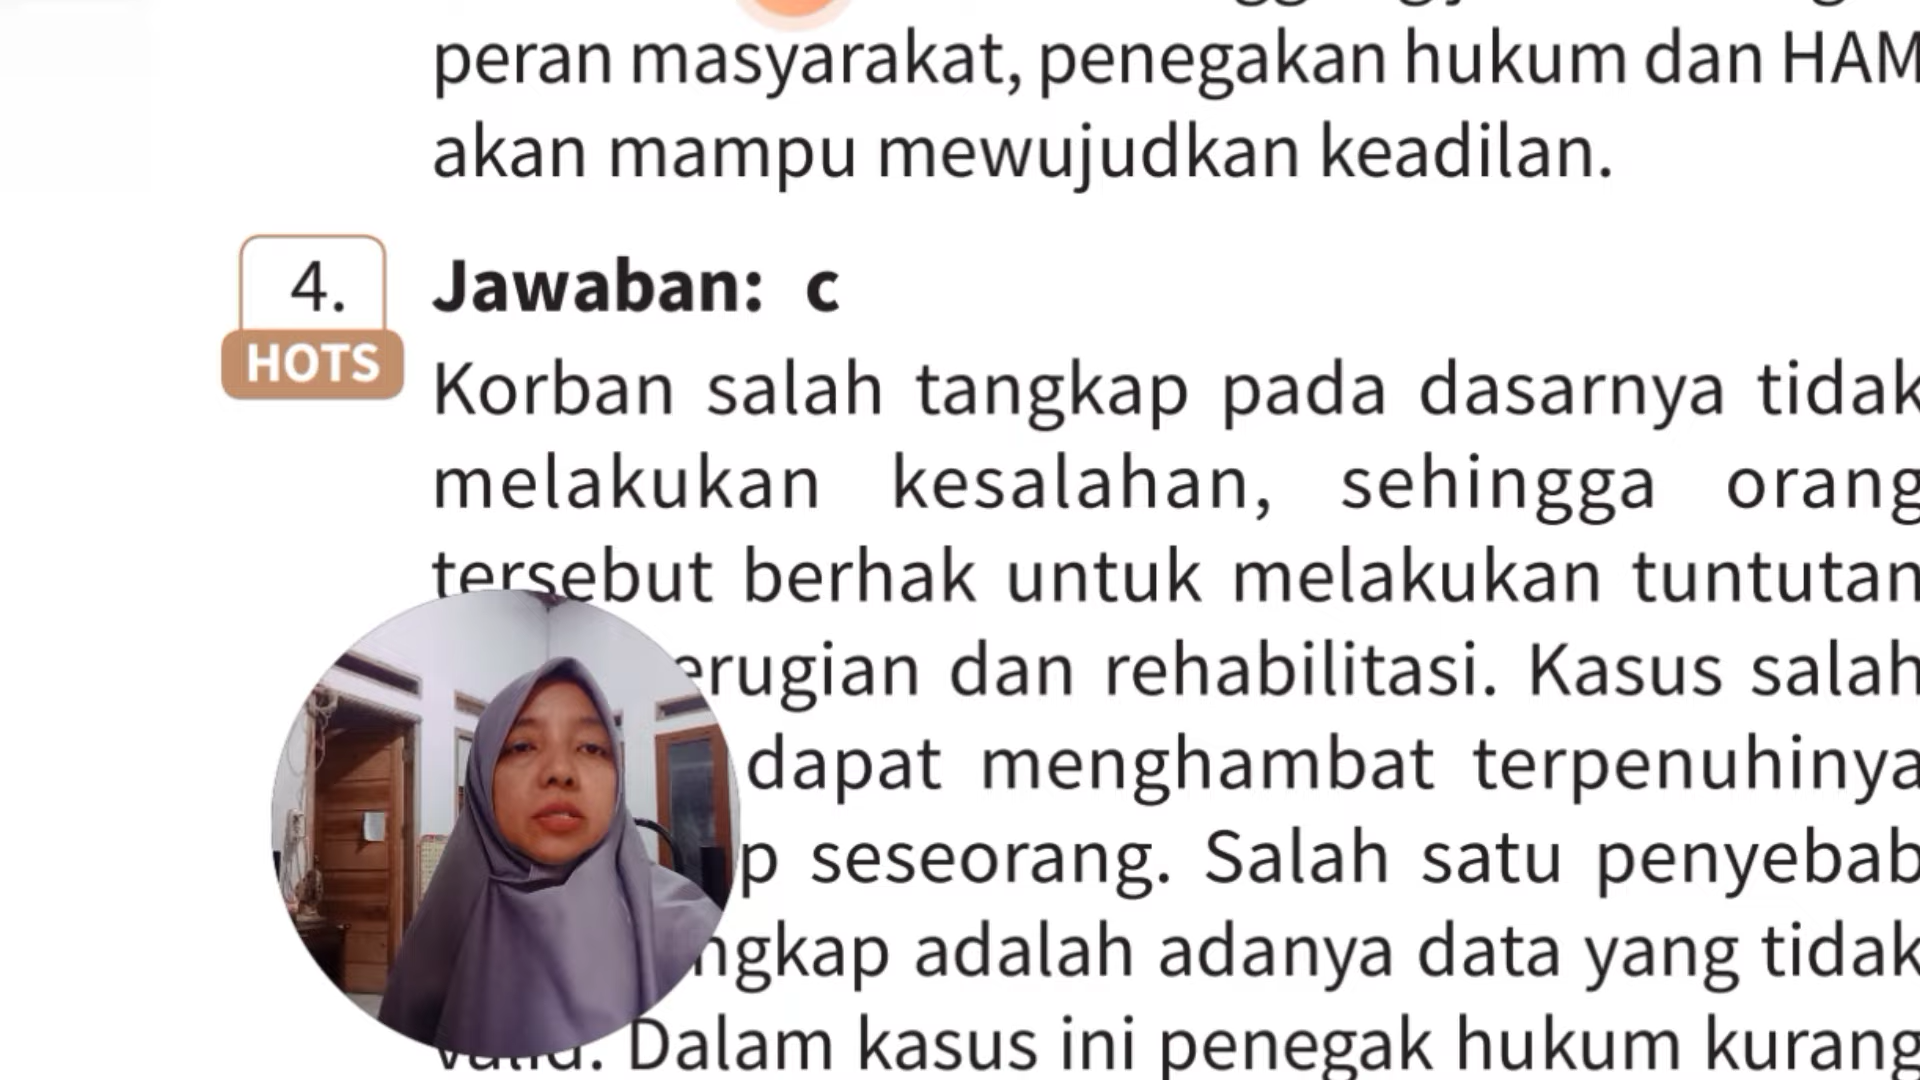 peran masyarakat, penegakan hukum dan HAM
akan mampu mewujudkan keadilan.
4.
Jawaban: c
HOTS
Korban salah tangkap pada dasarnya tidak
melakukan kesalahan, sehingga orang
tersebut berhak untuk melakukan tuntutan
erugian dan rehabilitasi. Kasus salah
dapat menghambat terpenuhinya
p seseorang. Salah satu penyebab
ngkap adalah adanya data yang tidak
valid. Dalam kasus ini penegak hukum kurang